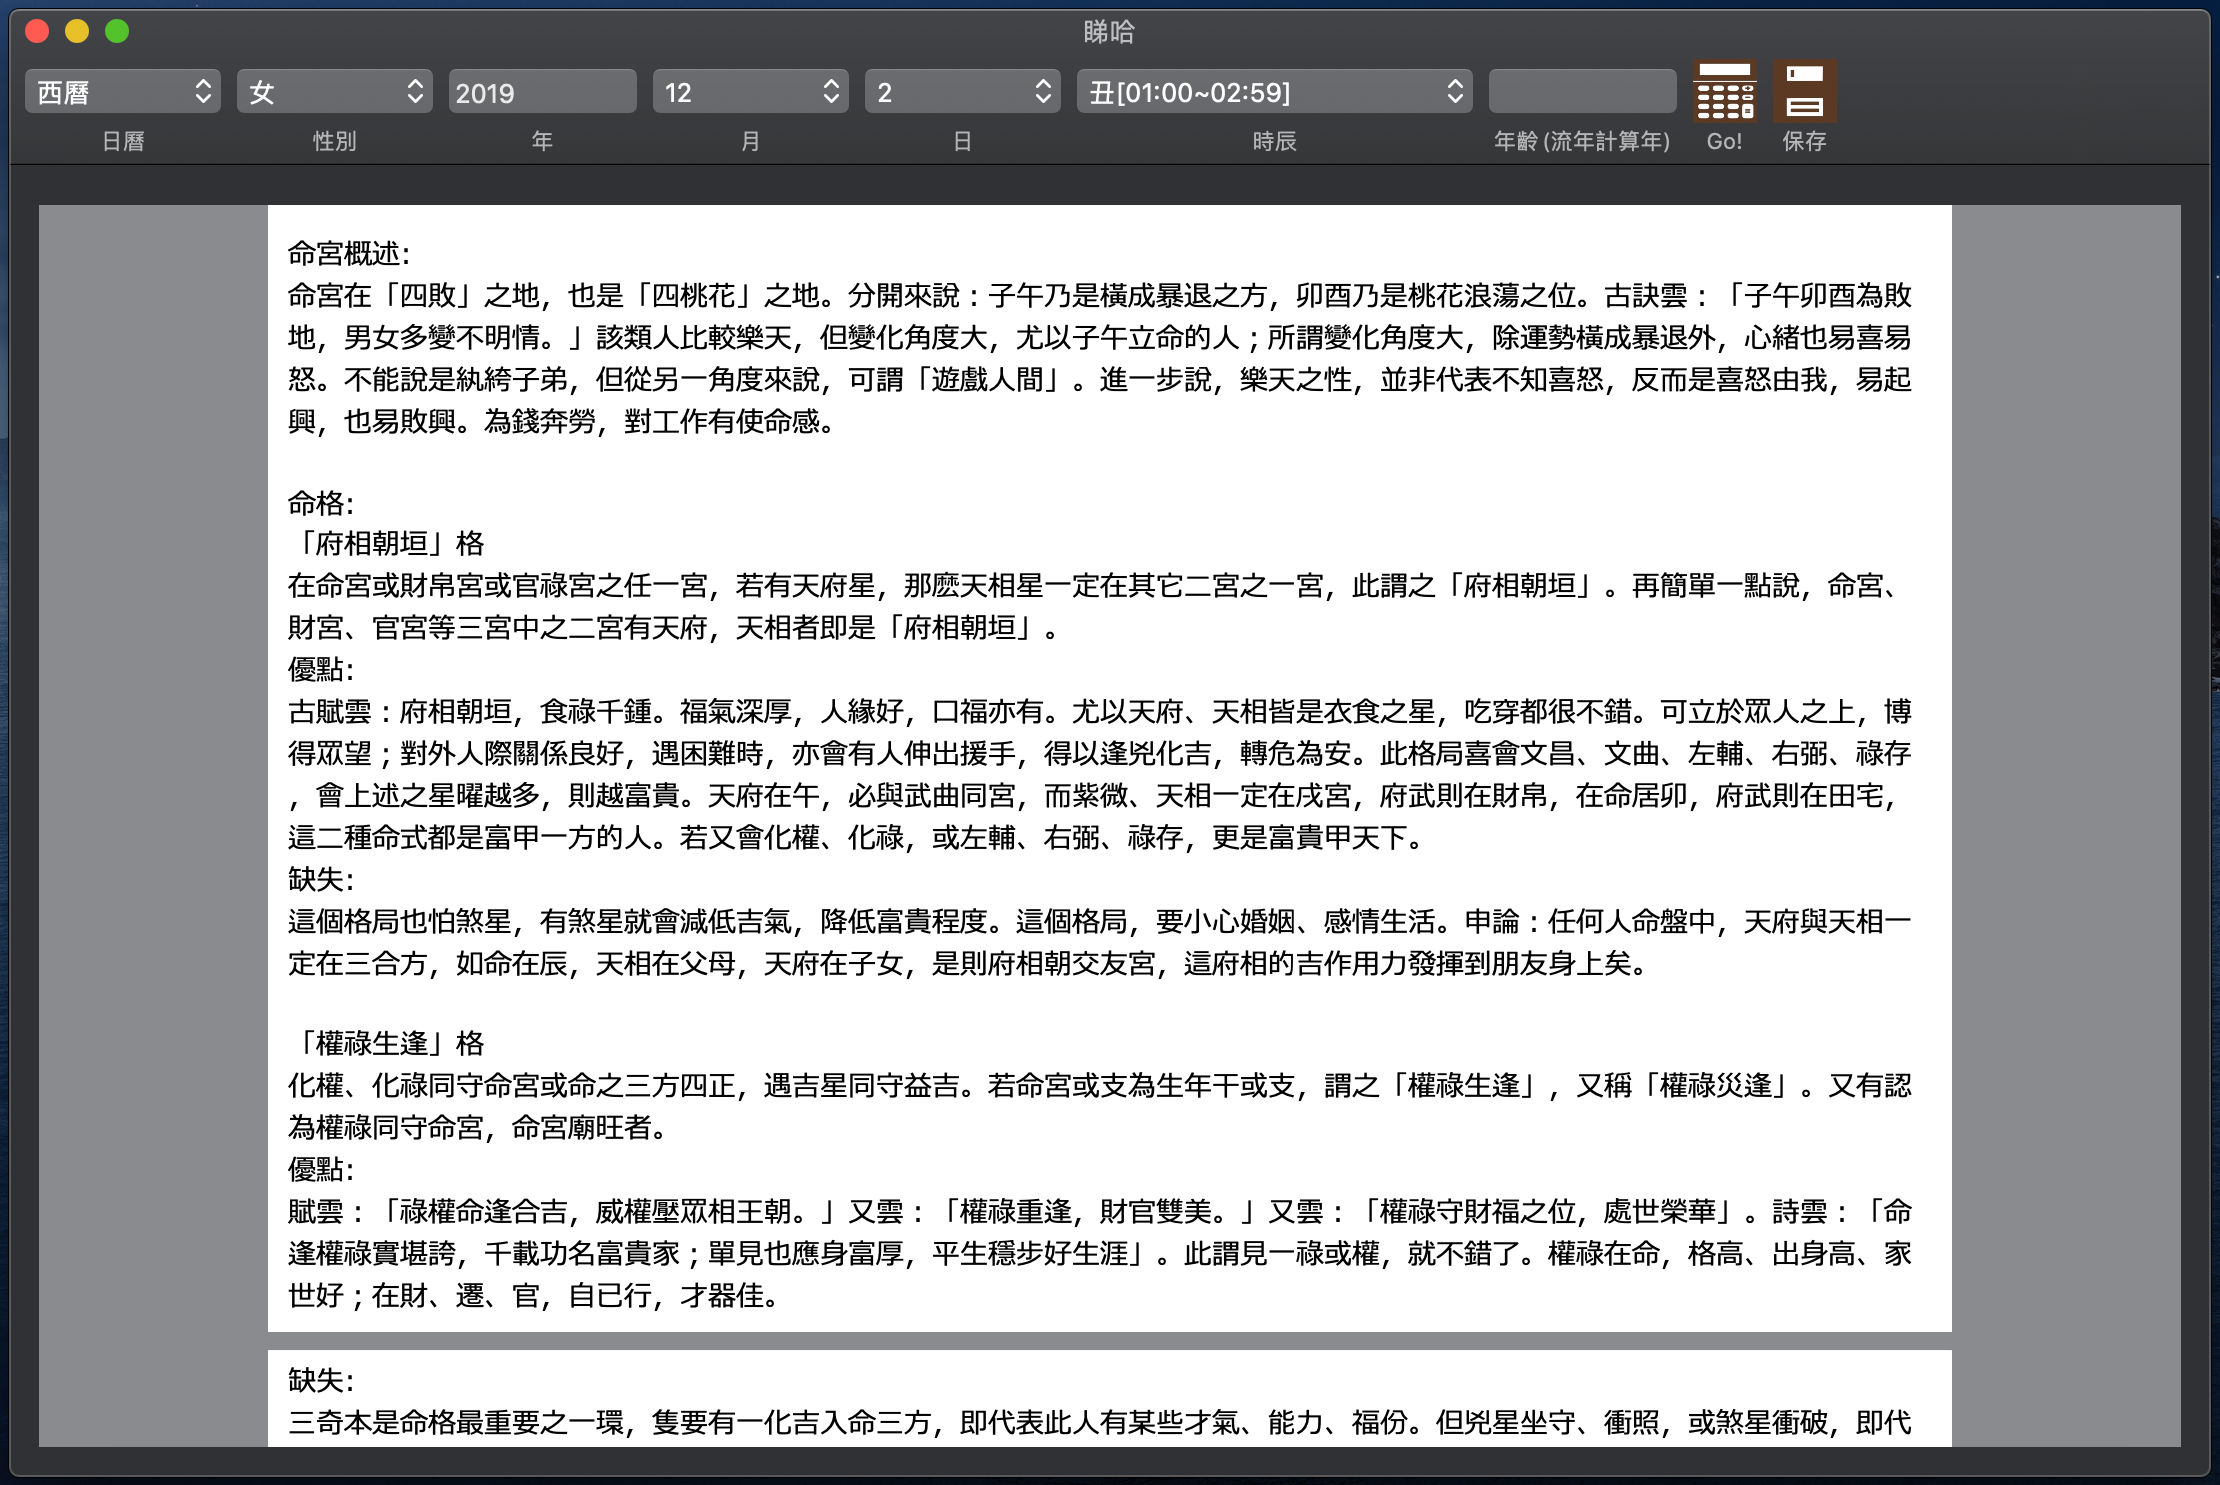 睇哈
西曆 女 2019 12 2 丑[01:00~02:59]
日曆 性別 年 月 日 時辰 年齡 (流年計算年) Go! 保存
命宮概述:
命宮在「四敗」之地，也是「四桃花」之地。分開來說：子午乃是橫成暴退之方，卯酉乃是桃花浪蕩之位。古訣雲：「子午卯酉為敗
地，男女多變不明情。」該類人比較樂天，但變化角度大，尤以子午立命的人；所謂變化角度大，除運勢橫成暴退外，心緒也易喜易
怒。不能說是紈絝子弟，但從另一角度來說，可謂「遊戲人間」。進一步說，樂天之性，並非代表不知喜怒，反而是喜怒由我，易起
興，也易敗興。為錢奔勞，對工作有使命感。
命格:
「府相朝垣」格
在命宮或財帛宮或官祿宮之任一宮，若有天府星，那麽天相星一定在其它二宮之一宮，此謂之「府相朝垣」。再簡單一點說，命宮、
財宮、官宮等三宮中之二宮有天府，天相者即是「府相朝垣」。
優點:
古賦雲：府相朝垣，食祿千鍾。福氣深厚，人緣好，口福亦有。尤以天府、天相皆是衣食之星，吃穿都很不錯。可立於眾人之上，博
得眾望；對外人際關係良好，遇困難時，亦會有人伸出援手，得以逢兇化吉，轉危為安。此格局喜會文昌、文曲、左輔、右弼、祿存
，會上述之星曜越多，則越富貴。天府在午，必與武曲同宮，而紫微、天相一定在戌宮，府武則在財帛，在命居卯，府武則在田宅，
這二種命式都是富甲一方的人。若又會化權、化祿，或左輔、右弼、祿存，更是富貴甲天下。
缺失:
這個格局也怕煞星，有煞星就會減低吉氣，降低富貴程度。這個格局，要小心婚姻、感情生活。申論：任何人命盤中，天府與天相一
定在三合方，如命在辰，天相在父母，天府在子女，是則府相朝交友宮，這府相的吉作用力發揮到朋友身上矣。
「權祿生逢」格
化權、化祿同守命宮或命之三方四正，遇吉星同守益吉。若命宮或支為生年干或支，謂之「權祿生逢」，又稱「權祿災逢」。又有認
為權祿同守命宮，命宮廟旺者。
優點:
賦雲：「祿權命逢合吉，威權壓眾相王朝。」又雲：「權祿重逢，財官雙美。」又雲：「權祿守財福之位，處世榮華」。詩雲：「命
逢權祿實堪誇，千載功名富貴家；單見也應身富厚，平生穩步好生涯」。此謂見一祿或權，就不錯了。權祿在命，格高、出身高、家
世好；在財、遷、官，自已行，才器佳。
缺失:
三奇本是命格最重要之一環，隻要有一化吉入命三方，即代表此人有某些才氣、能力、福份。但兇星坐守、衝照，或煞星衝破，即代